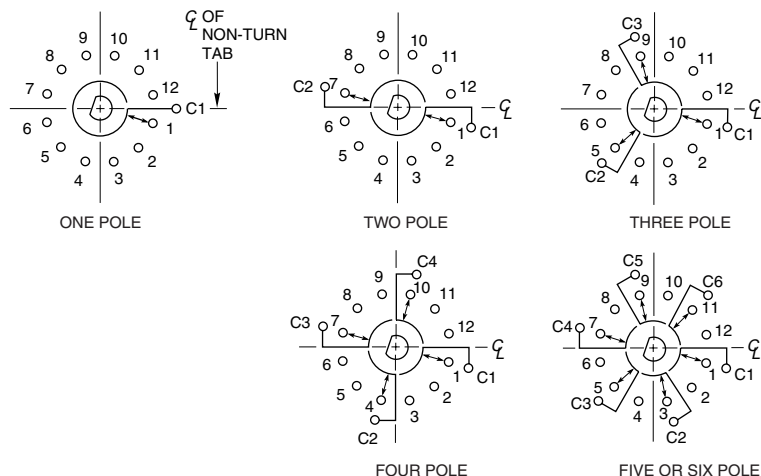 ℄ OF
NON-TURN
TAB
9 10
8 11
7 12
C1
6 1
5 2
4 3
ONE POLE
9 10
8 11
C2 7 12
℄
6 1 C1
5 2
4 3
TWO POLE
C3
9 10
8 11
7 12
℄
6 1 C1
5 2
C2 4 3
THREE POLE
C4
9 10
8 11
C3 7 12
℄
6 1
C1
5 2
4 3
C2
FOUR POLE
C5
9 10 C6
8 11
C4 7 12
℄
6 1 C1
5 2
C3 4 3
C2
FIVE OR SIX POLE